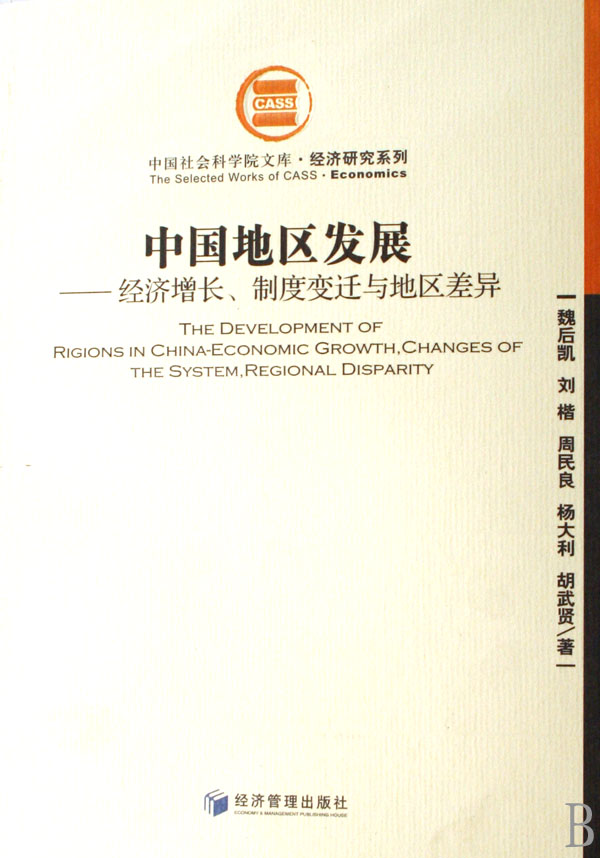 CASS
中国社会科学院文库·经济研究系列
The Selected Works of CASS·Economics
中国地区发展
——经济增长、制度变迁与地区差异
THE DEVELOPMENT OF
RIGIONS IN CHINA-ECONOMIC GROWTH,CHANGES OF
THE SYSTEM,REGIONAL DISPARITY
魏后凯 刘楷 周民良 杨大利 胡武贤/著
经济管理出版社
ECONOMY & MANAGEMENT PUBLISHING HOUSE
B